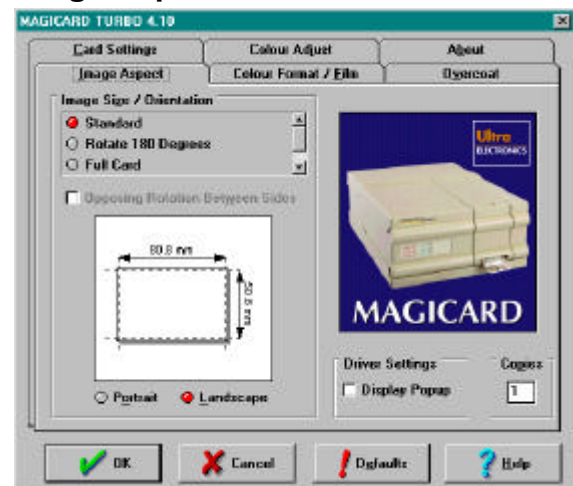 MAGICARD TURBO 4.10
Card Settings
Colour Adjust
About
Image Aspect
Colour Format / Film
Overcoat
Image Size / Orientation
Standard
Rotate 180 Degrees
Full Card
Opposing Rotation Between Sides
80.8 mm
50.8 mm
Portrait
Landscape
Ultra
ELECTRONICS
MAGICARD
Driver Settings
Display Popup
Copies
1
OK
Cancel
Defaults
Help